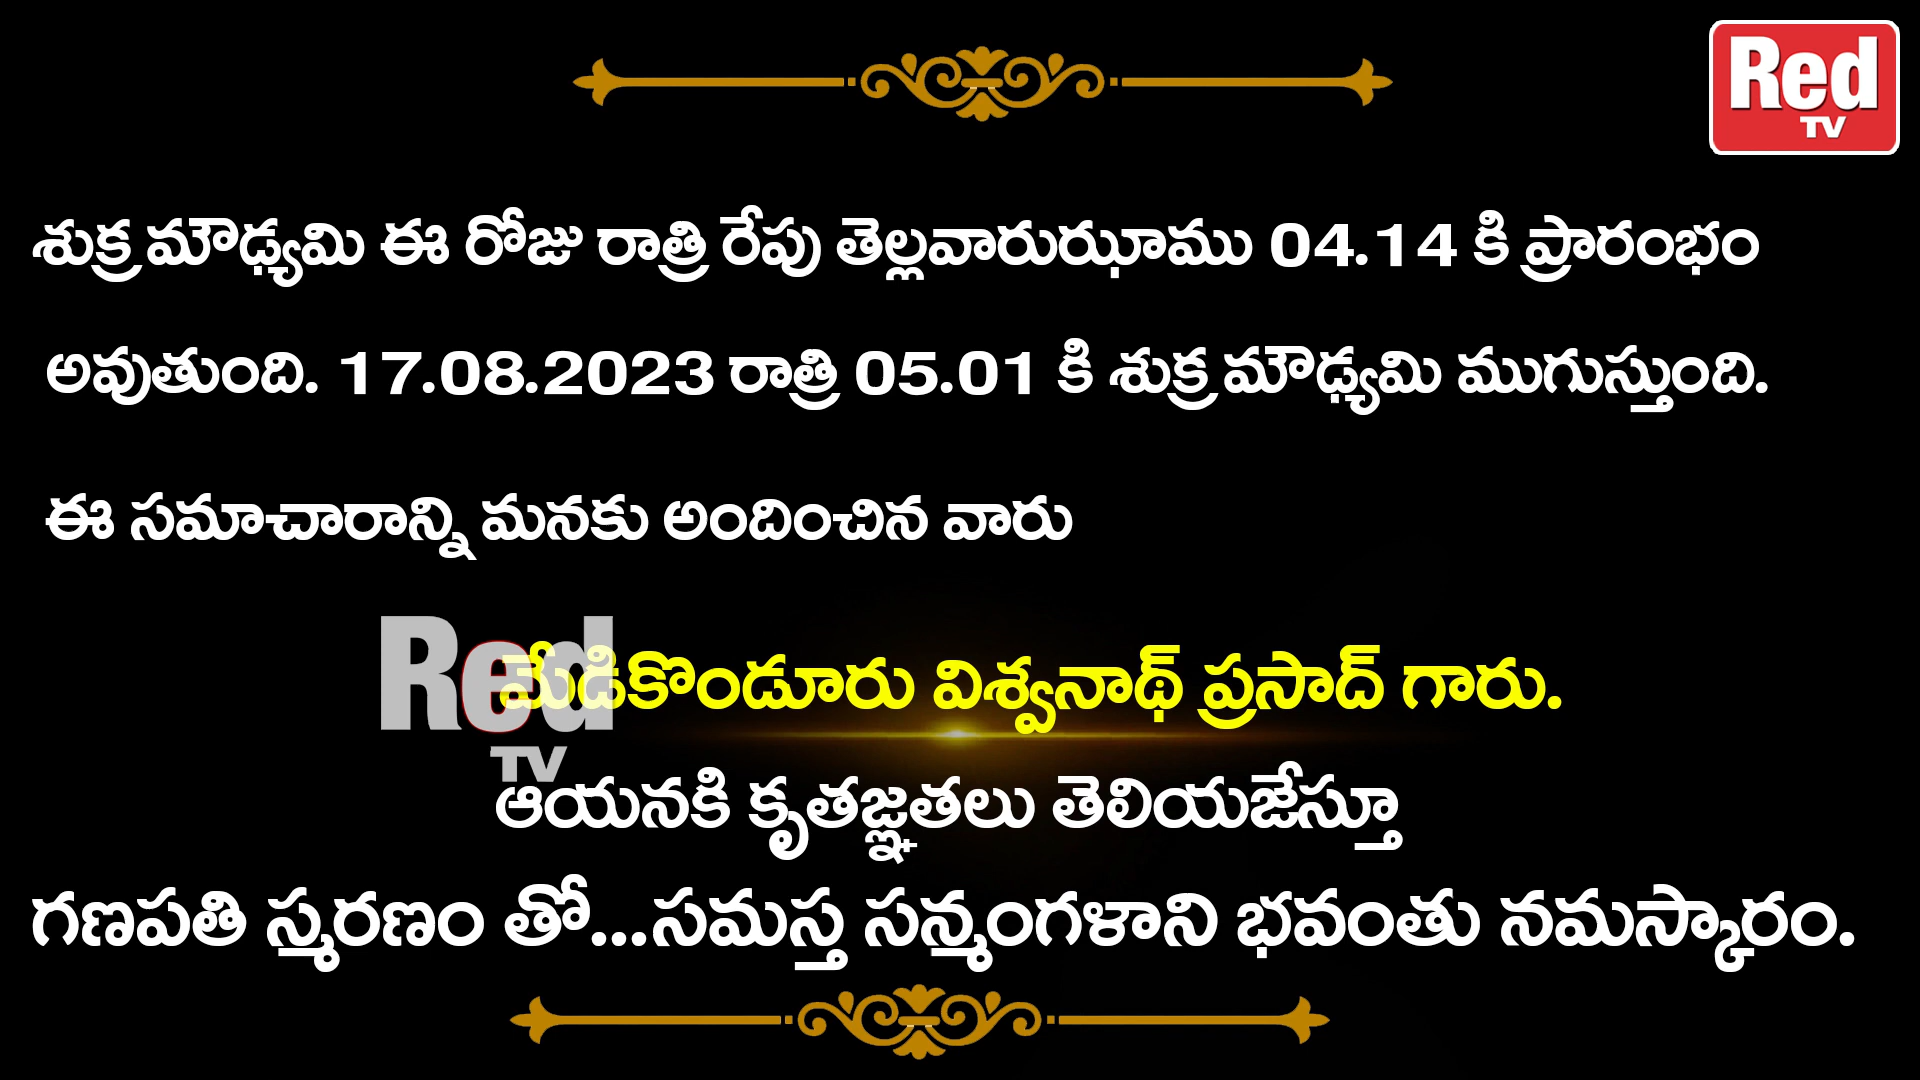 Red
TV
శుక్ర మౌఢ్యమి ఈ రోజు రాత్రి రేపు తెల్లవారుఝాము 04.14 కి ప్రారంభం
అవుతుంది. 17.08.2023 రాత్రి 05.01 కి శుక్ర మౌఢ్యమి ముగుస్తుంది.
ఈ సమాచారాన్ని మనకు అందించిన వారు
Red
మేడికొండూరు విశ్వనాథ్ ప్రసాద్ గారు.
TV
ఆయనకి కృతజ్ఞతలు తెలియజేస్తూ
గణపతి స్మరణం తో...సమస్త సన్మంగళాని భవంతు నమస్కారం.